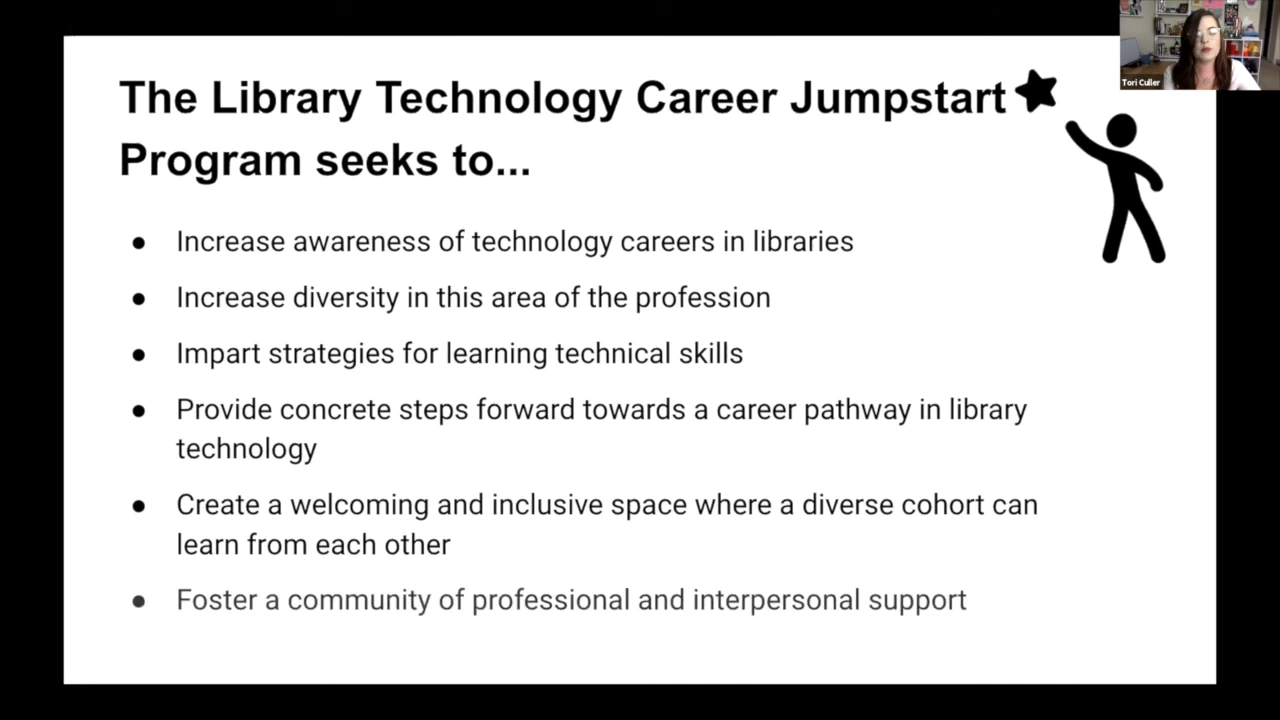 The Library Technology Career Jumpstart
Program seeks to...
● Increase awareness of technology careers in libraries
● Increase diversity in this area of the profession
● Impart strategies for learning technical skills
● Provide concrete steps forward towards a career pathway in library
technology
● Create a welcoming and inclusive space where a diverse cohort can
learn from each other
● Foster a community of professional and interpersonal support
Tori Culler